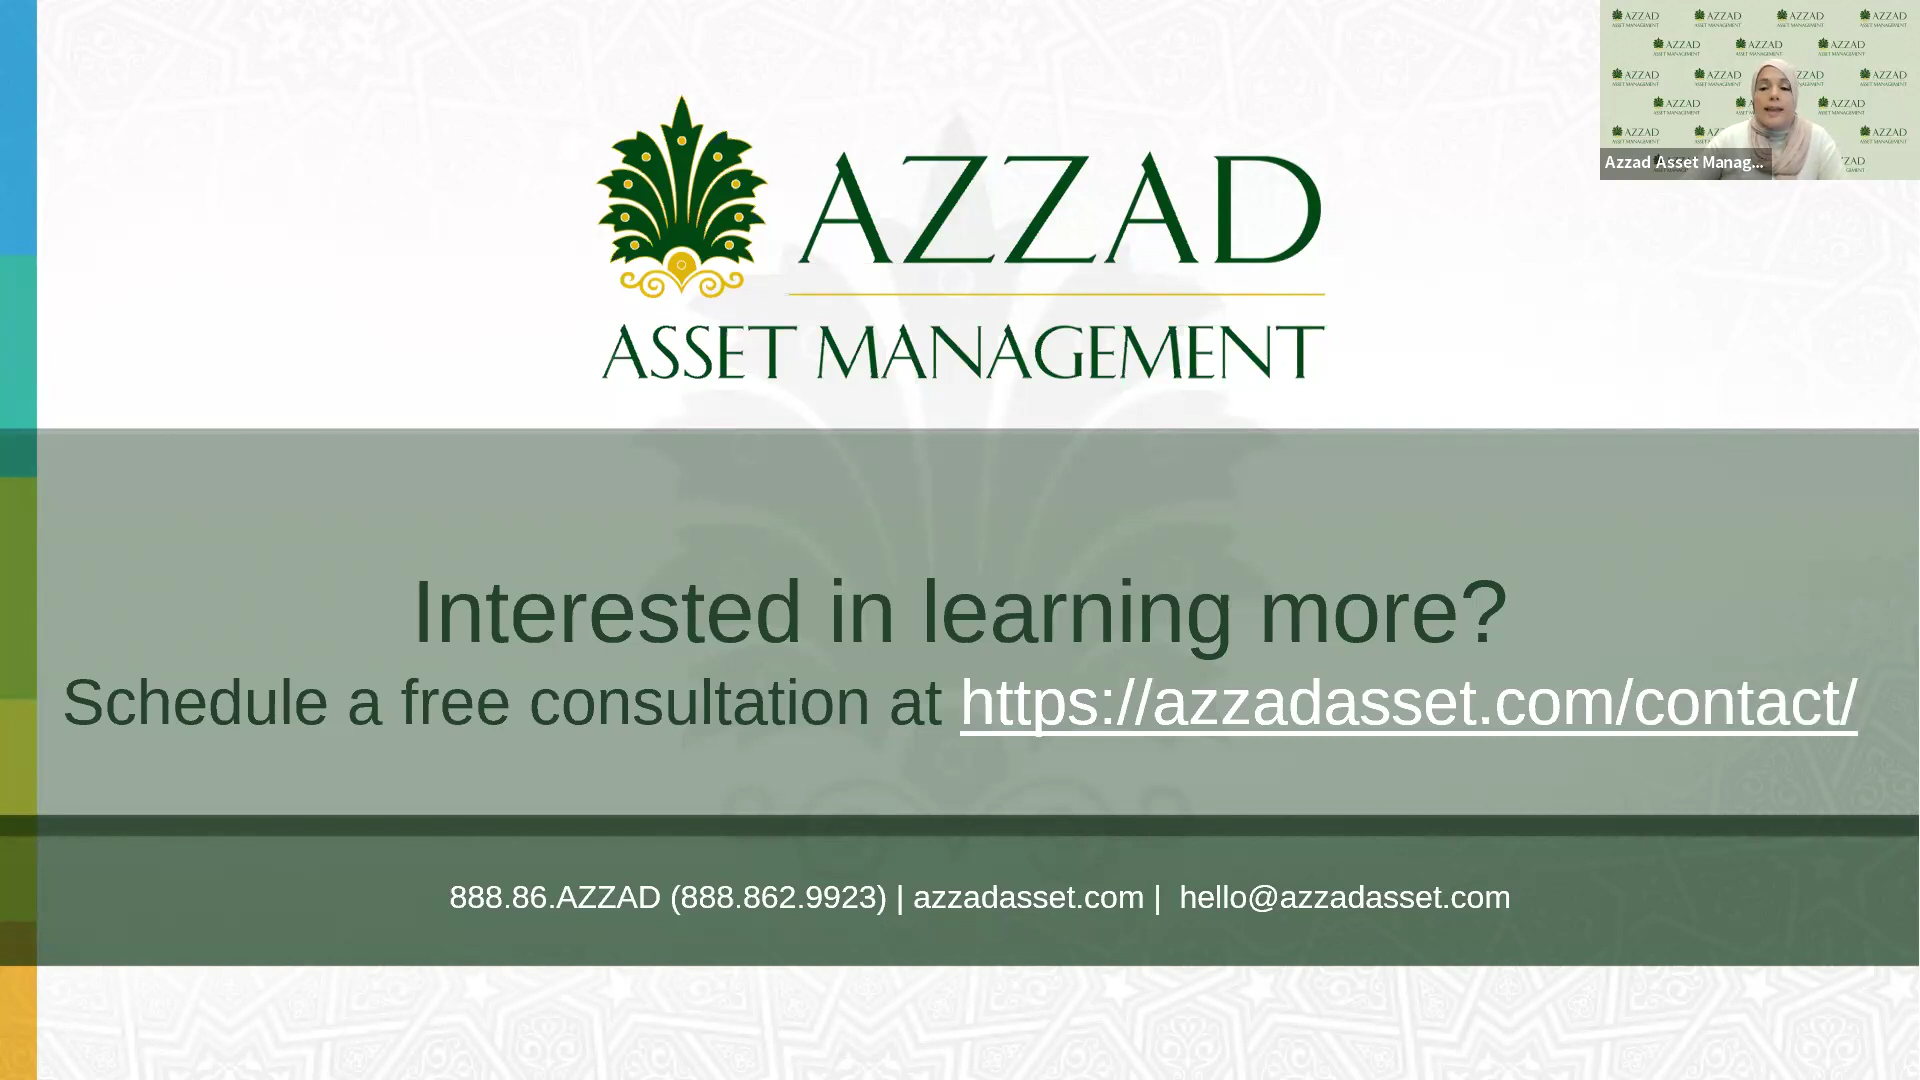 AZZAD
ASSET MANAGEMENT
Azzad Asset Manag...
Interested in learning more?
Schedule a free consultation at https://azzadasset.com/contact/
888.86.AZZAD (888.862.9923) | azzadasset.com | hello@azzadasset.com